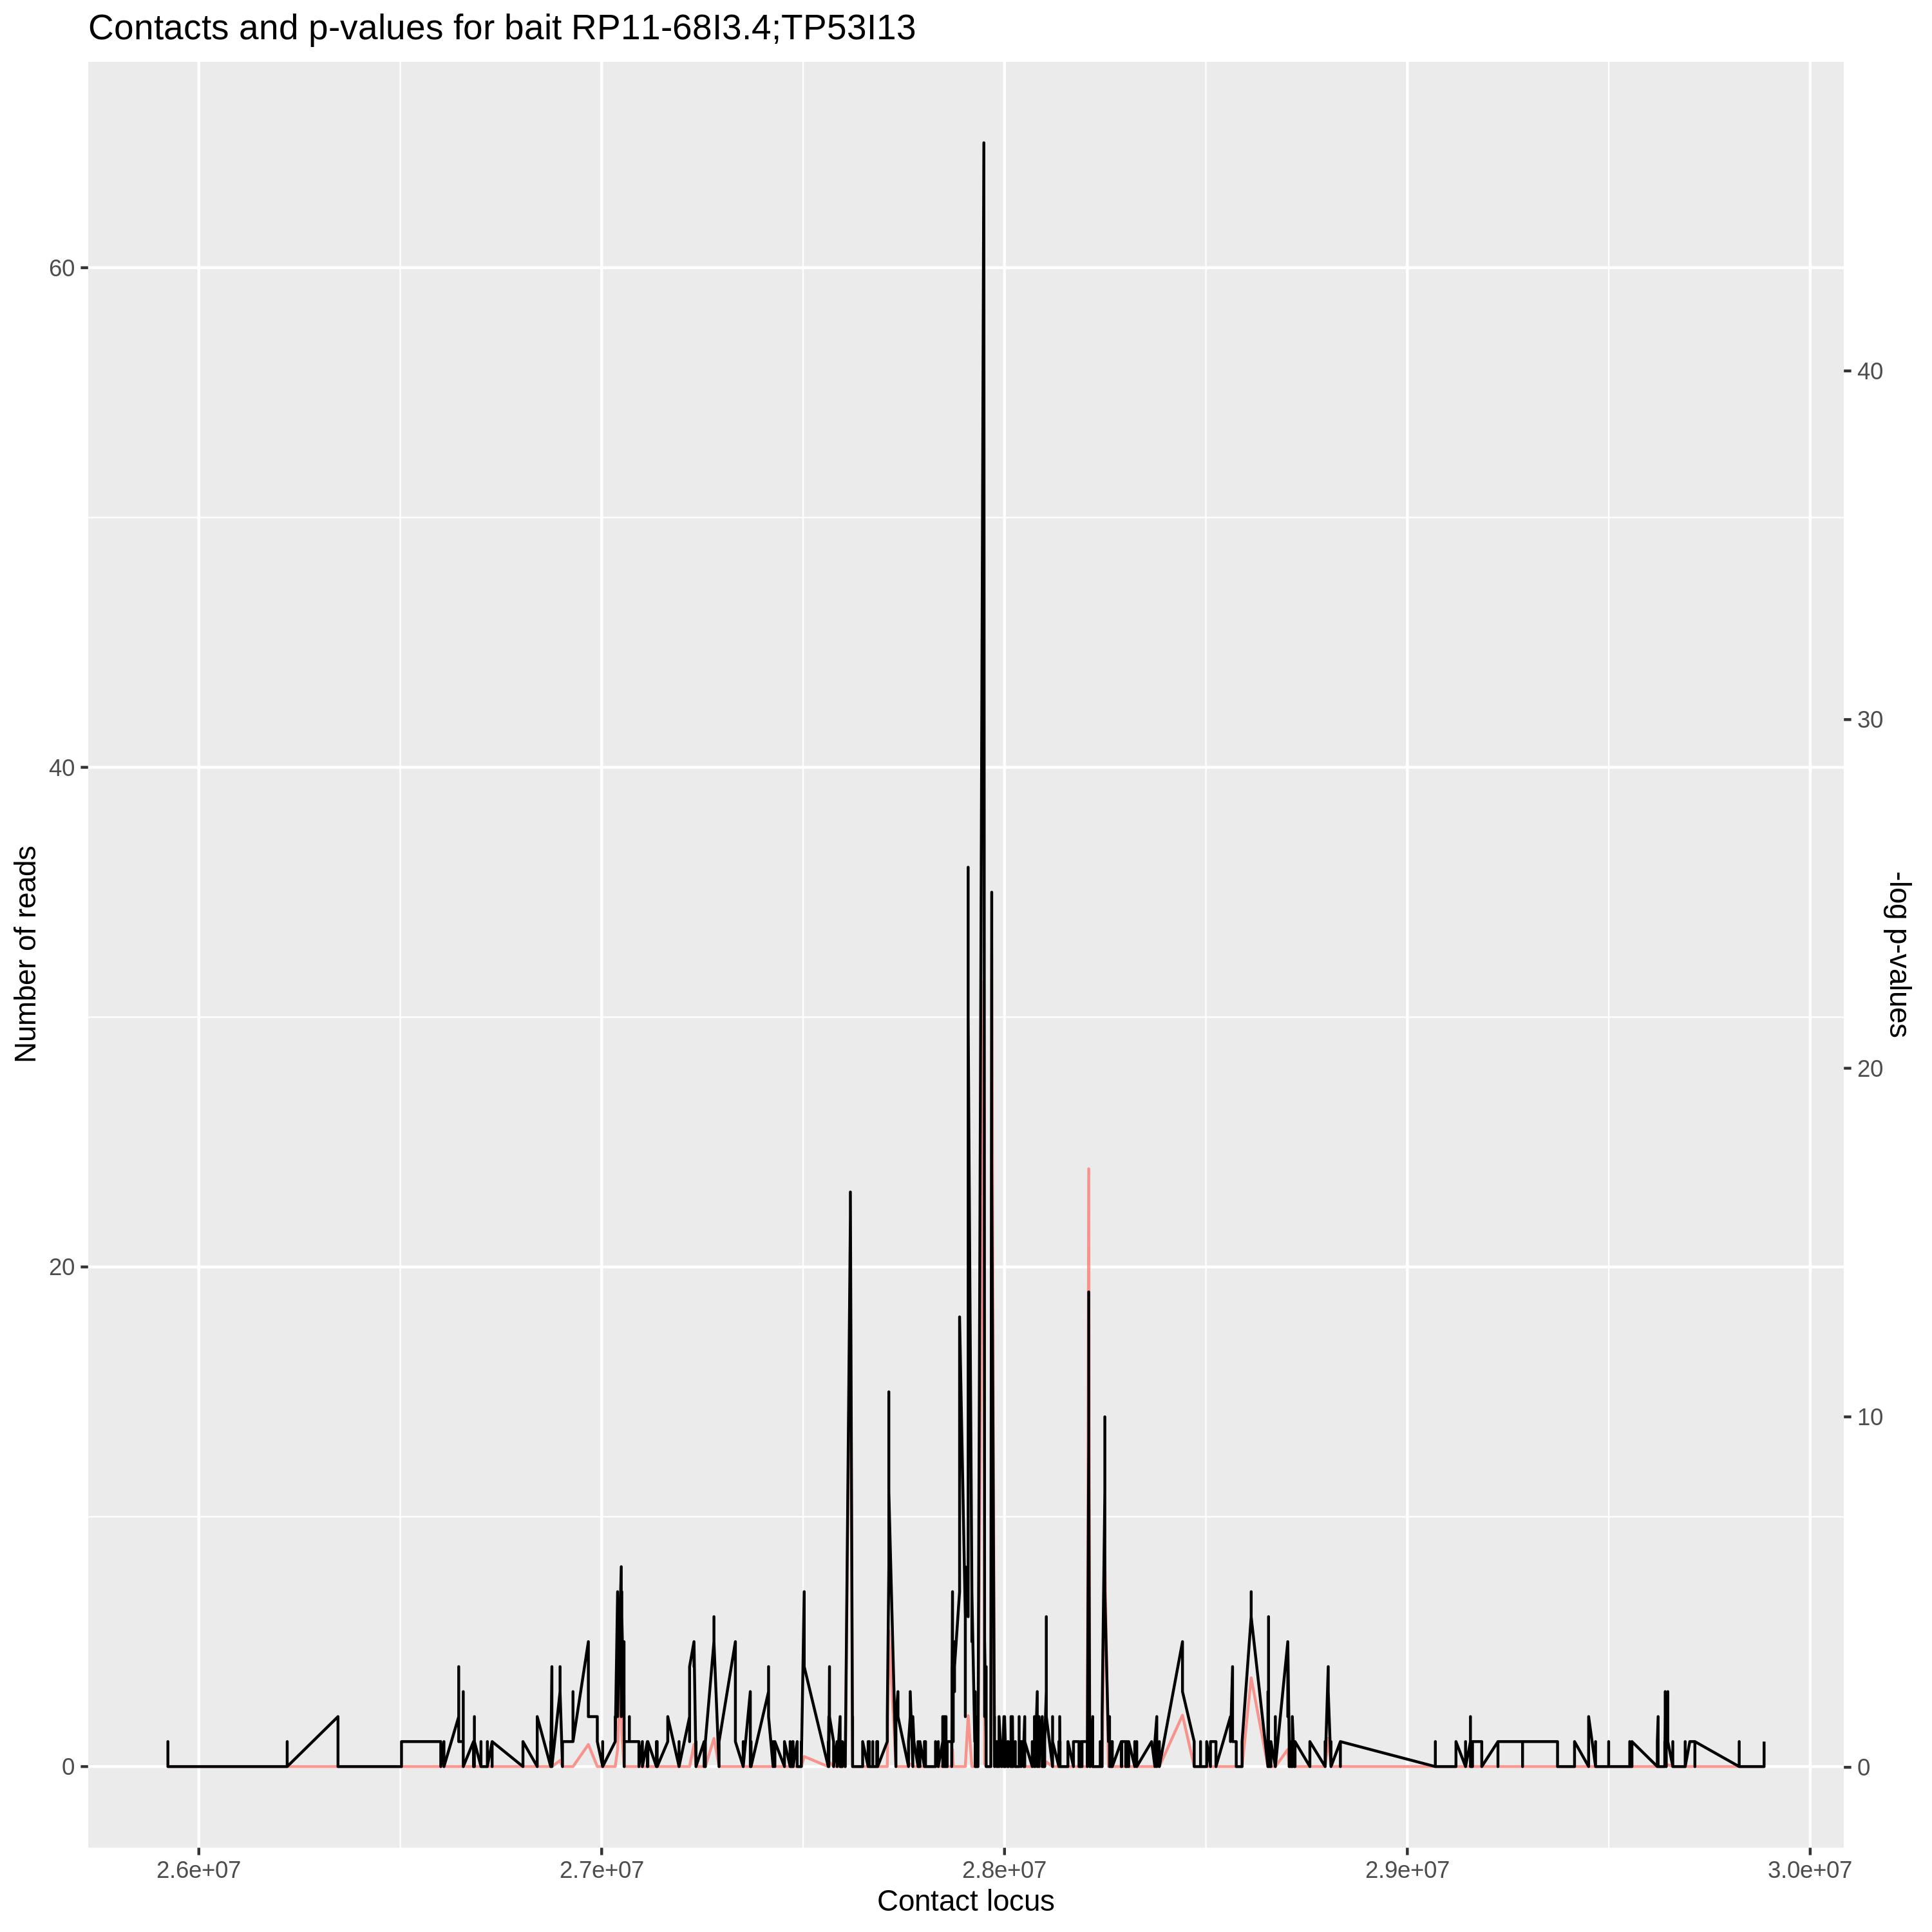 Contacts and p-values for bait RP11-68I3.4;TP53I13
60
40
20
0
Number of reads
40
30
20
10
0
-log p-values
2.6e+07 2.7e+07 2.8e+07 2.9e+07 3.0e+07
Contact locus